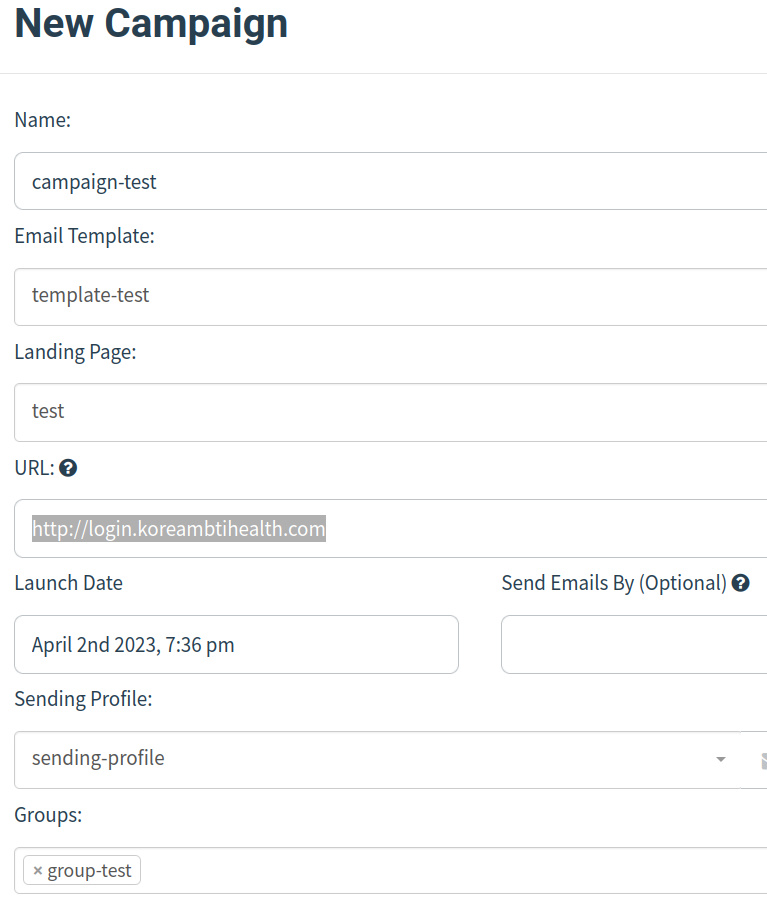 New Campaign
Name:
campaign-test
Email Template:
template-test
Landing Page:
test
URL: ?
http://login.koreambtihealth.com
Launch Date
Send Emails By (Optional) ?
April 2nd 2023, 7:36 pm
Sending Profile:
sending-profile
Groups:
× group-test